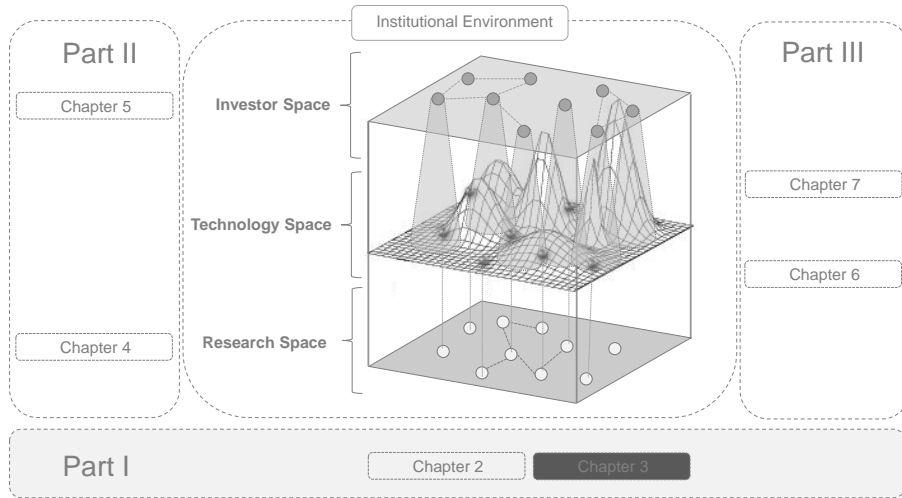 Institutional Environment
Part II
Part III
Chapter 5
Investor Space
Chapter 7
Technology Space
Chapter 6
Chapter 4
Research Space
Part I
Chapter 2
Chapter 3